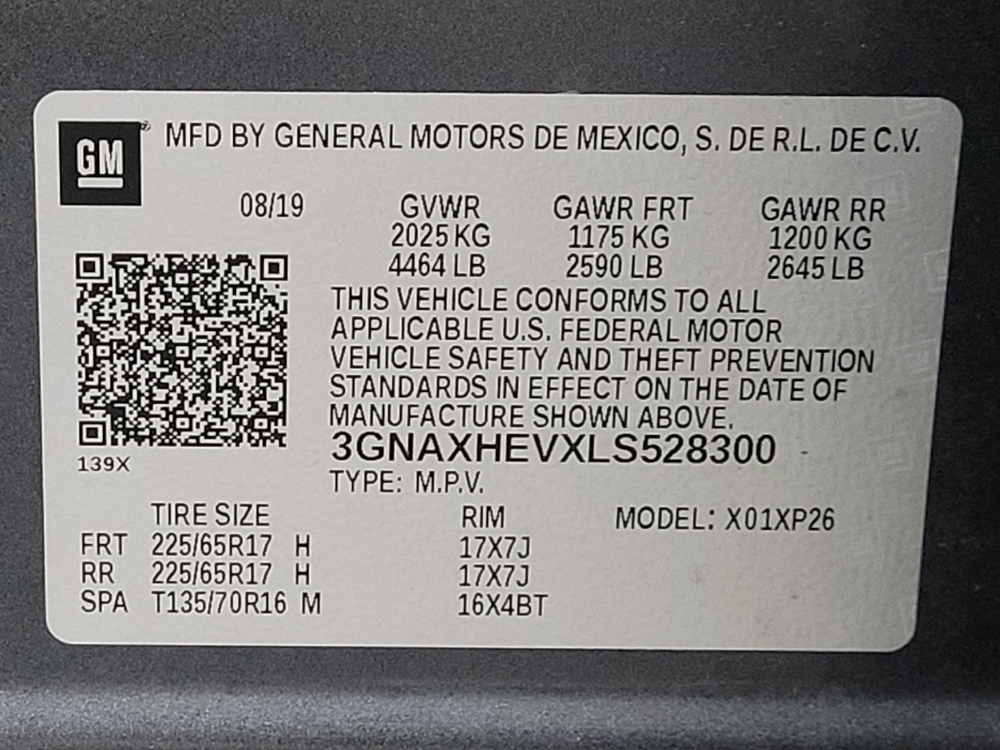 GM® MFD BY GENERAL MOTORS DE MEXICO, S. DE R.L. DE C.V.
08/19 GVWR GAWR FRT GAWR RR
2025 KG 1175 KG 1200 KG
4464 LB 2590 LB 2645 LB
THIS VEHICLE CONFORMS TO ALL
APPLICABLE U.S. FEDERAL MOTOR
VEHICLE SAFETY AND THEFT PREVENTION
STANDARDS IN EFFECT ON THE DATE OF
MANUFACTURE SHOWN ABOVE.
3GNAXHEVXLS528300
139X
TYPE: M.P.V.
TIRE SIZE RIM MODEL: X01XP26
FRT 225/65R17 H 17X7J
RR 225/65R17 H 17X7J
SPA T135/70R16 M 16X4BT